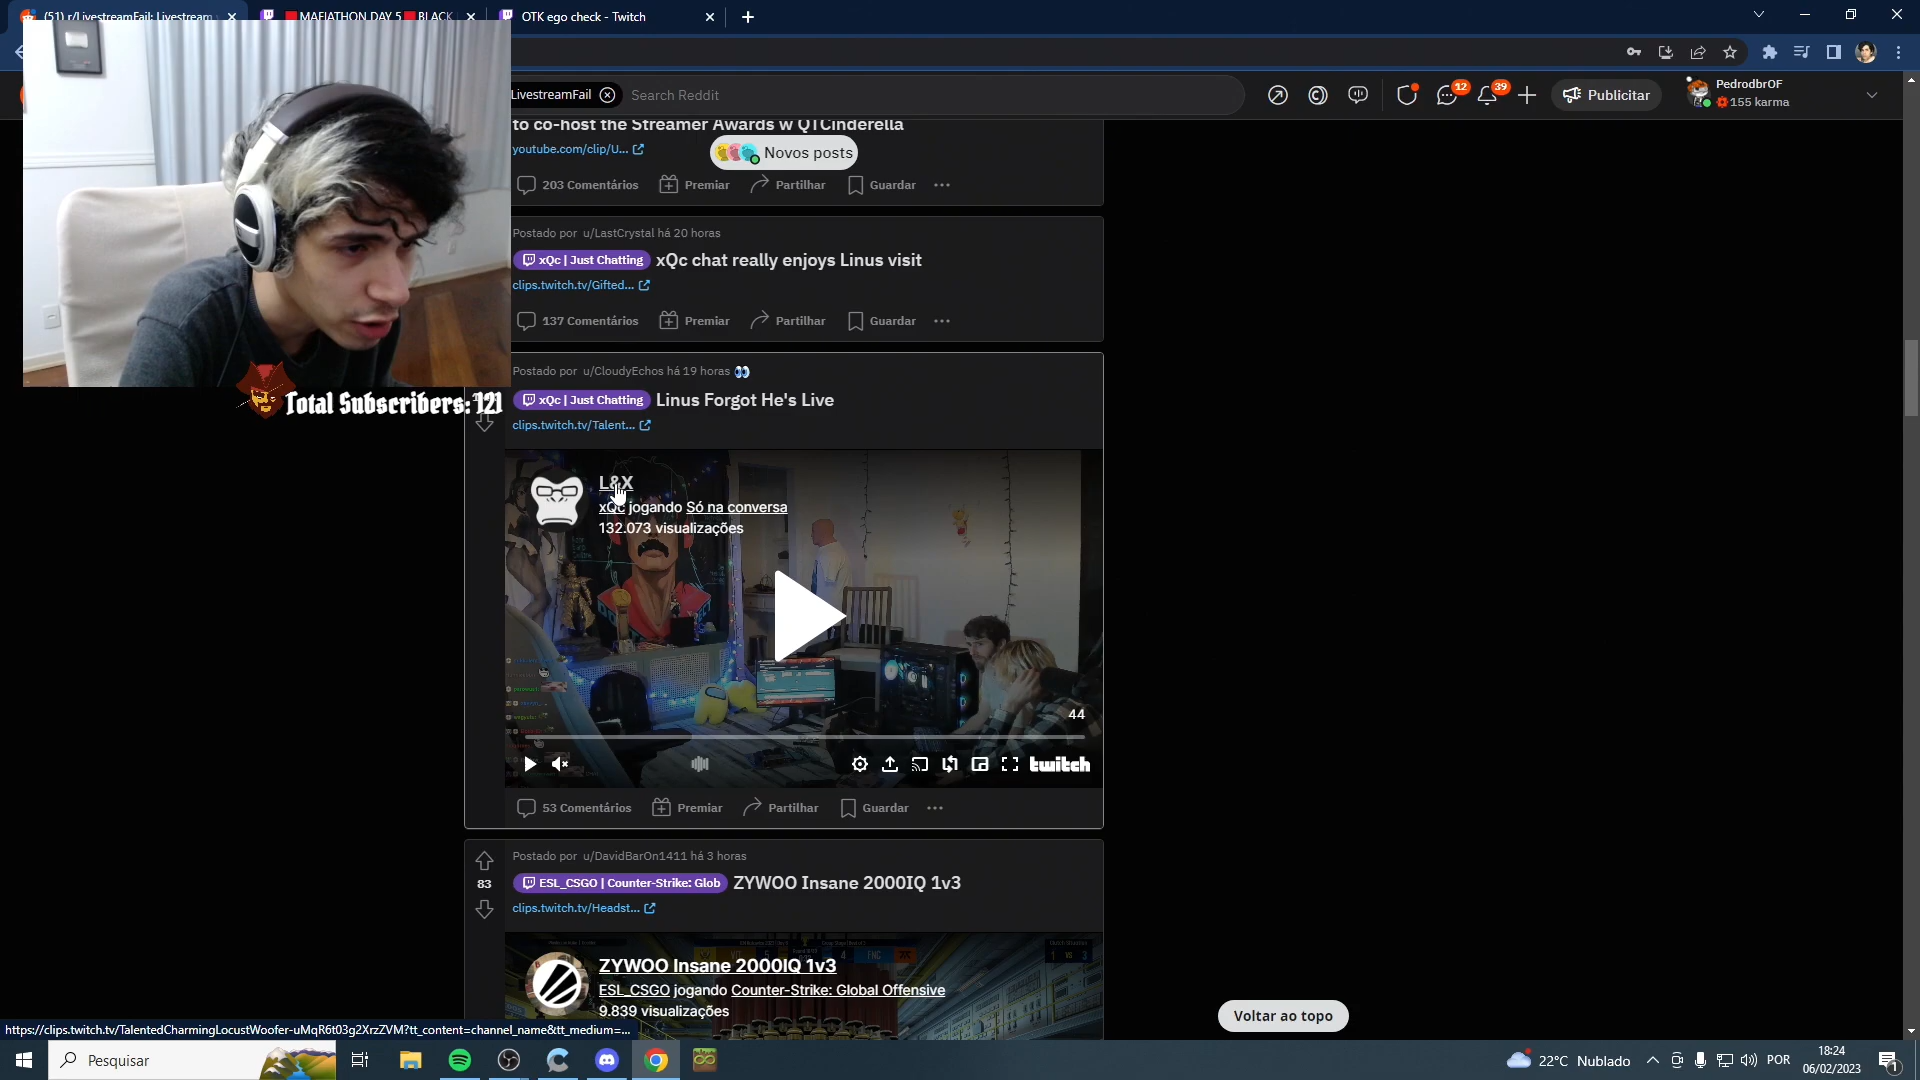 (51) r/LivestreamFail: Livestream
MAFIATHON DAY 5 BLACK
OTK ego check - Twitch
LivestreamFail
Search Reddit
12
39
Publicitar
PedrodbrOF
155 karma
to co-host the Streamer Awards w QTCinderella
youtube.com/clip/U...
Novos posts
203 Comentários
Premiar
Partilhar
Guardar
Postado por u/LastCrystal há 20 horas
xQc | Just Chatting xQc chat really enjoys Linus visit
clips.twitch.tv/Gifted...
137 Comentários
Premiar
Partilhar
Guardar
Postado por u/CloudyEchos há 19 horas 👀
Total Subscribers: 121
xQc | Just Chatting Linus Forgot He's Live
clips.twitch.tv/Talent...
L&X
xQc jogando Só na conversa
132.073 visualizações
44
twitch
53 Comentários
Premiar
Partilhar
Guardar
Postado por u/DavidBarOn1411 há 3 horas
83
ESL_CSGO | Counter-Strike: Glob ZYWOO Insane 2000IQ 1v3
clips.twitch.tv/Headst...
ZYWOO Insane 2000IQ 1v3
ESL_CSGO jogando Counter-Strike: Global Offensive
9.839 visualizações
1 VS 3
Voltar ao topo
https://clips.twitch.tv/TalentedCharmingLocustWoofer-uMqR6t03g2XrzZVM?tt_content=channel_name&tt_medium=...
Pesquisar
22°C Nublado
POR
18:24
06/02/2023
1